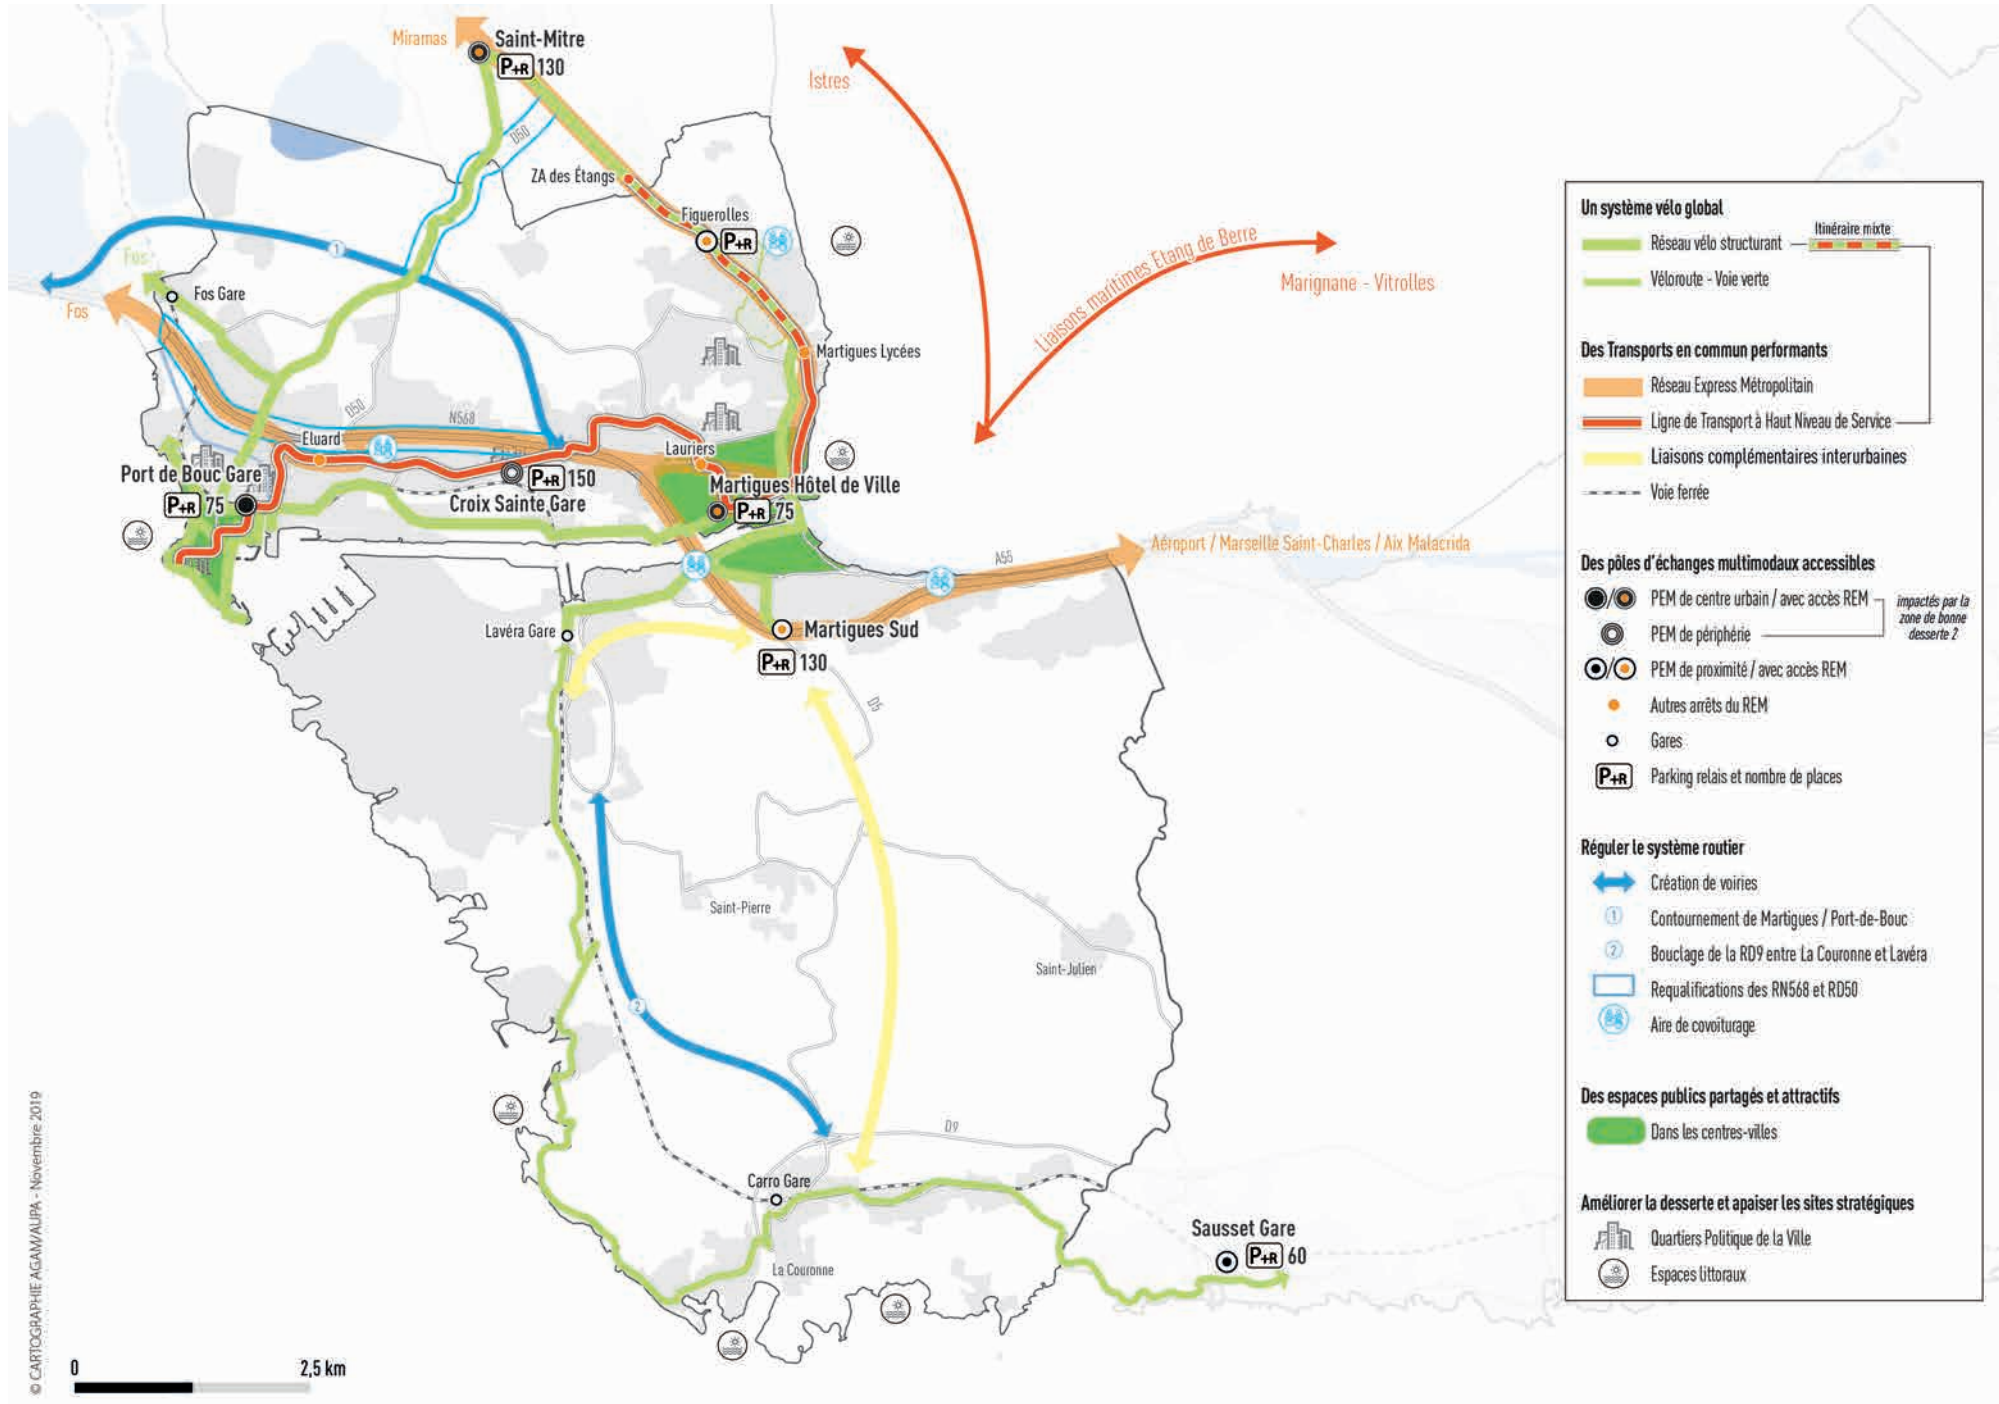 Miramas
Saint-Mitre
P+R 130
Istres
D50
ZA des Étangs
Figuerolles
P+R
1
Liaisons maritimes Etang de Berre
Marignane - Vitrolles
Fos
Fos Gare
Fos
Martigues Lycées
D50
N568
Eluard
Lauriers
Port de Bouc Gare
P+R 75
P+R 150
Croix Sainte Gare
Martigues Hôtel de Ville
P+R 75
A55
Aéroport / Marseille Saint-Charles / Aix Malacrida
Lavéra Gare
Martigues Sud
P+R 130
D5
Saint-Pierre
Saint-Julien
2
D9
Carro Gare
La Couronne
Sausset Gare
P+R 60
0 2,5 km
© CARTOGRAPHIE AGAM/AUPA - Novembre 2019
Un système vélo global
Réseau vélo structurant
Itinéraire mixte
Véloroute - Voie verte
Des Transports en commun performants
Réseau Express Métropolitain
Ligne de Transport à Haut Niveau de Service
Liaisons complémentaires interurbaines
Voie ferrée
Des pôles d'échanges multimodaux accessibles
/ PEM de centre urbain / avec accès REM
PEM de périphérie
impactés par la
zone de bonne
desserte 2
/ PEM de proximité / avec accès REM
Autres arrêts du REM
Gares
P+R Parking relais et nombre de places
Réguler le système routier
Création de voiries
1 Contournement de Martigues / Port-de-Bouc
2 Bouclage de la RD9 entre La Couronne et Lavéra
Requalifications des RN568 et RD50
Aire de covoiturage
Des espaces publics partagés et attractifs
Dans les centres-villes
Améliorer la desserte et apaiser les sites stratégiques
Quartiers Politique de la Ville
Espaces littoraux